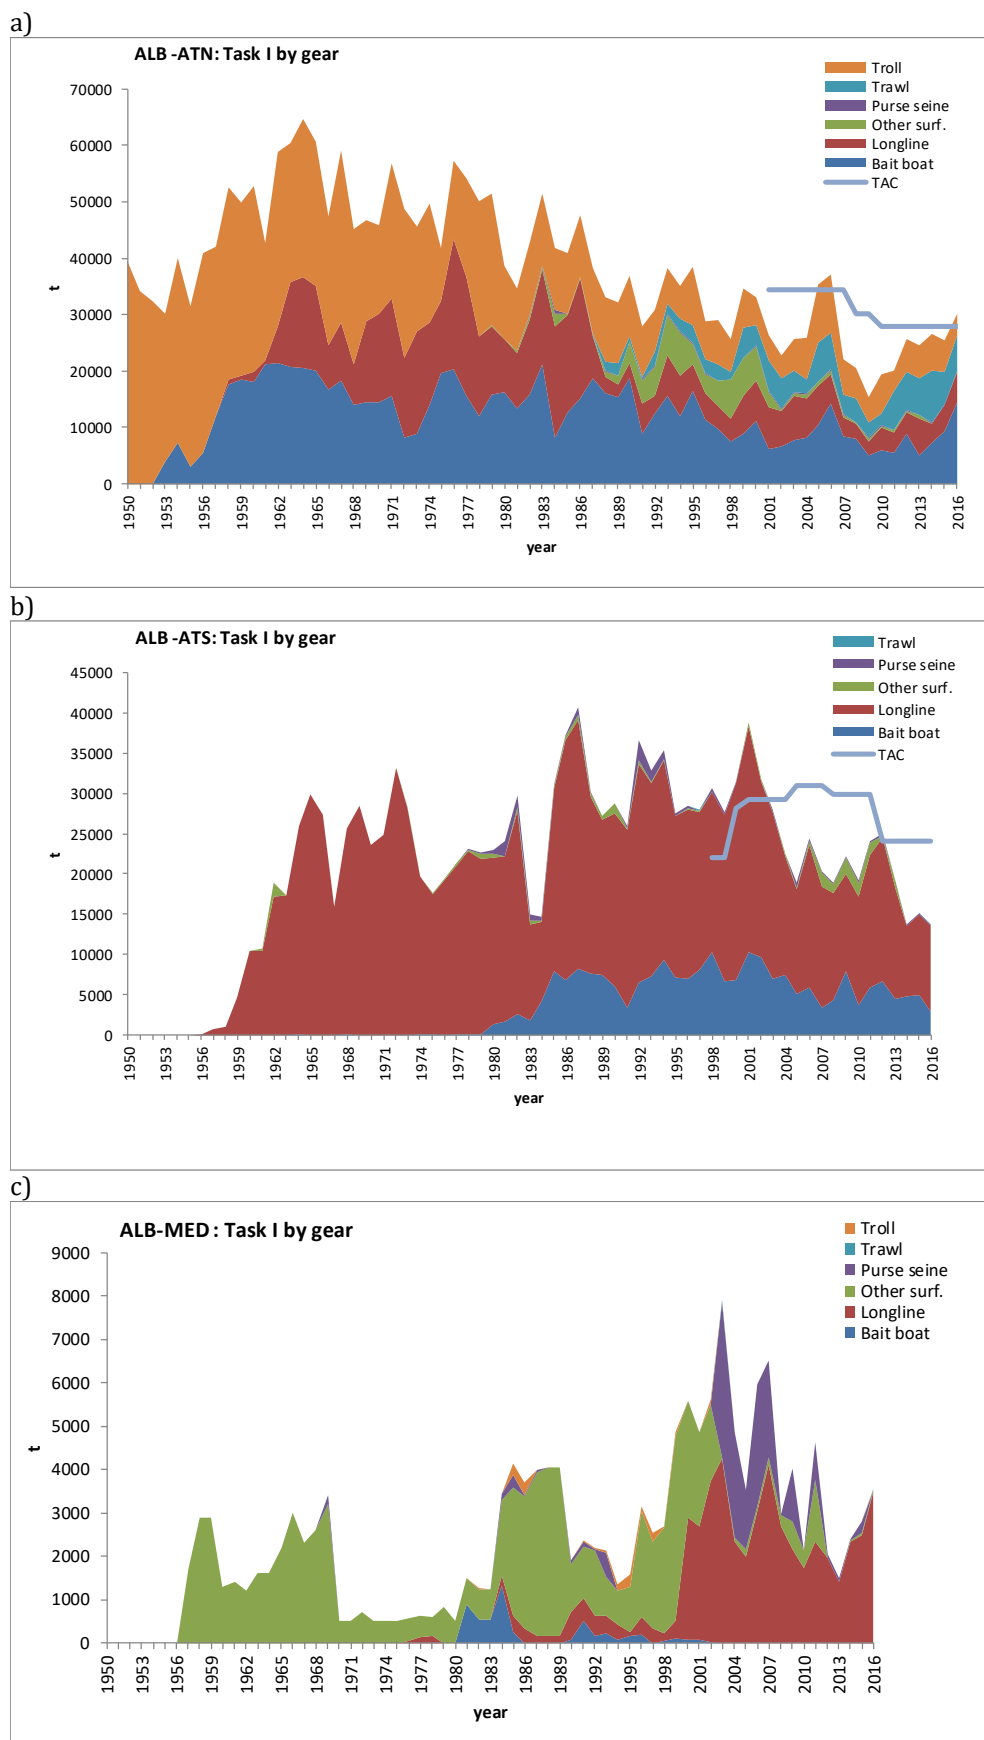 a)
ALB -ATN: Task I by gear
Troll
Trawl
Purse seine
Other surf.
Longline
Bait boat
TAC
70000
60000
50000
40000
30000
20000
10000
0
t
1950 1953 1956 1959 1962 1965 1968 1971 1974 1977 1980 1983 1986 1989 1992 1995 1998 2001 2004 2007 2010 2013 2016
year
b)
ALB -ATS: Task I by gear
Trawl
Purse seine
Other surf.
Longline
Bait boat
TAC
45000
40000
35000
30000
25000
20000
15000
10000
5000
0
t
1950 1953 1956 1959 1962 1965 1968 1971 1974 1977 1980 1983 1986 1989 1992 1995 1998 2001 2004 2007 2010 2013 2016
year
c)
ALB-MED : Task I by gear
Troll
Trawl
Purse seine
Other surf.
Longline
Bait boat
9000
8000
7000
6000
5000
4000
3000
2000
1000
0
t
1950 1953 1956 1959 1962 1965 1968 1971 1974 1977 1980 1983 1986 1989 1992 1995 1998 2001 2004 2007 2010 2013 2016
year